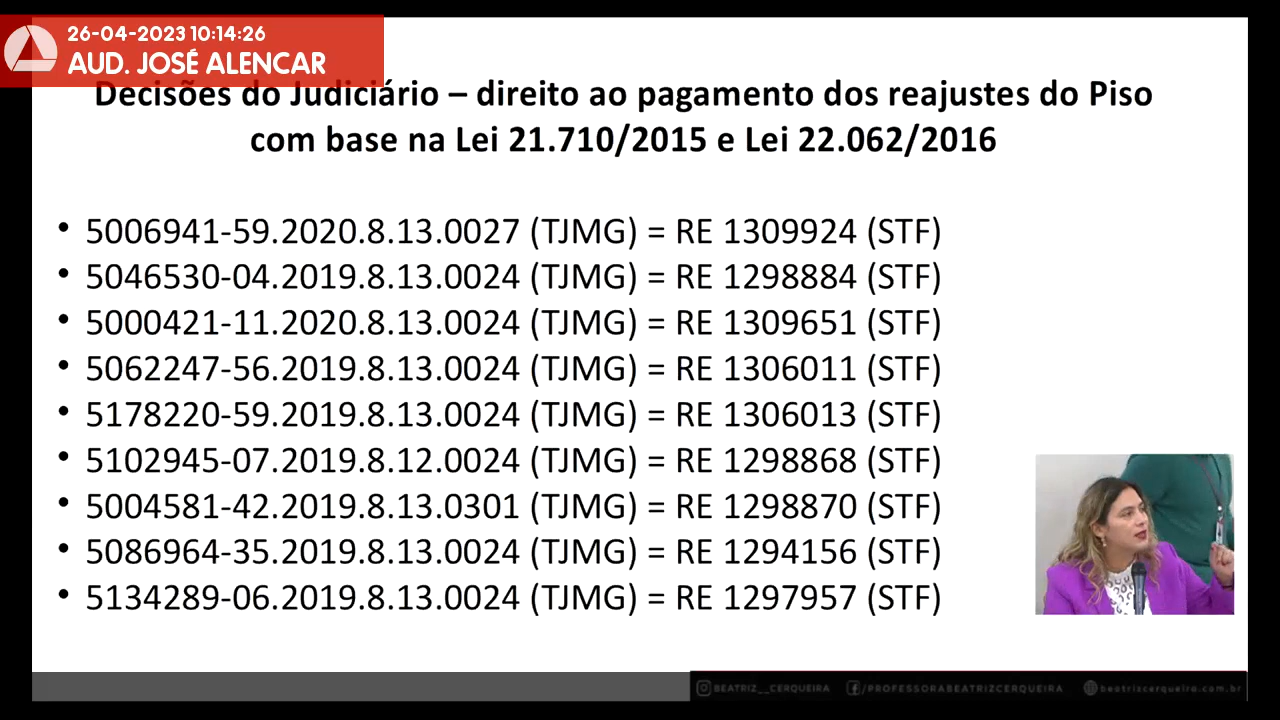 26-04-2023 10:14:26
AUD. JOSÉ ALENCAR
Decisões do Judiciário – direito ao pagamento dos reajustes do Piso
com base na Lei 21.710/2015 e Lei 22.062/2016
• 5006941-59.2020.8.13.0027 (TJMG) = RE 1309924 (STF)
• 5046530-04.2019.8.13.0024 (TJMG) = RE 1298884 (STF)
• 5000421-11.2020.8.13.0024 (TJMG) = RE 1309651 (STF)
• 5062247-56.2019.8.13.0024 (TJMG) = RE 1306011 (STF)
• 5178220-59.2019.8.13.0024 (TJMG) = RE 1306013 (STF)
• 5102945-07.2019.8.12.0024 (TJMG) = RE 1298868 (STF)
• 5004581-42.2019.8.13.0301 (TJMG) = RE 1298870 (STF)
• 5086964-35.2019.8.13.0024 (TJMG) = RE 1294156 (STF)
• 5134289-06.2019.8.13.0024 (TJMG) = RE 1297957 (STF)
BEATRIZ__CERQUEIRA /PROFESSORABEATRIZCERQUEIRA beatrizcerqueira.com.br